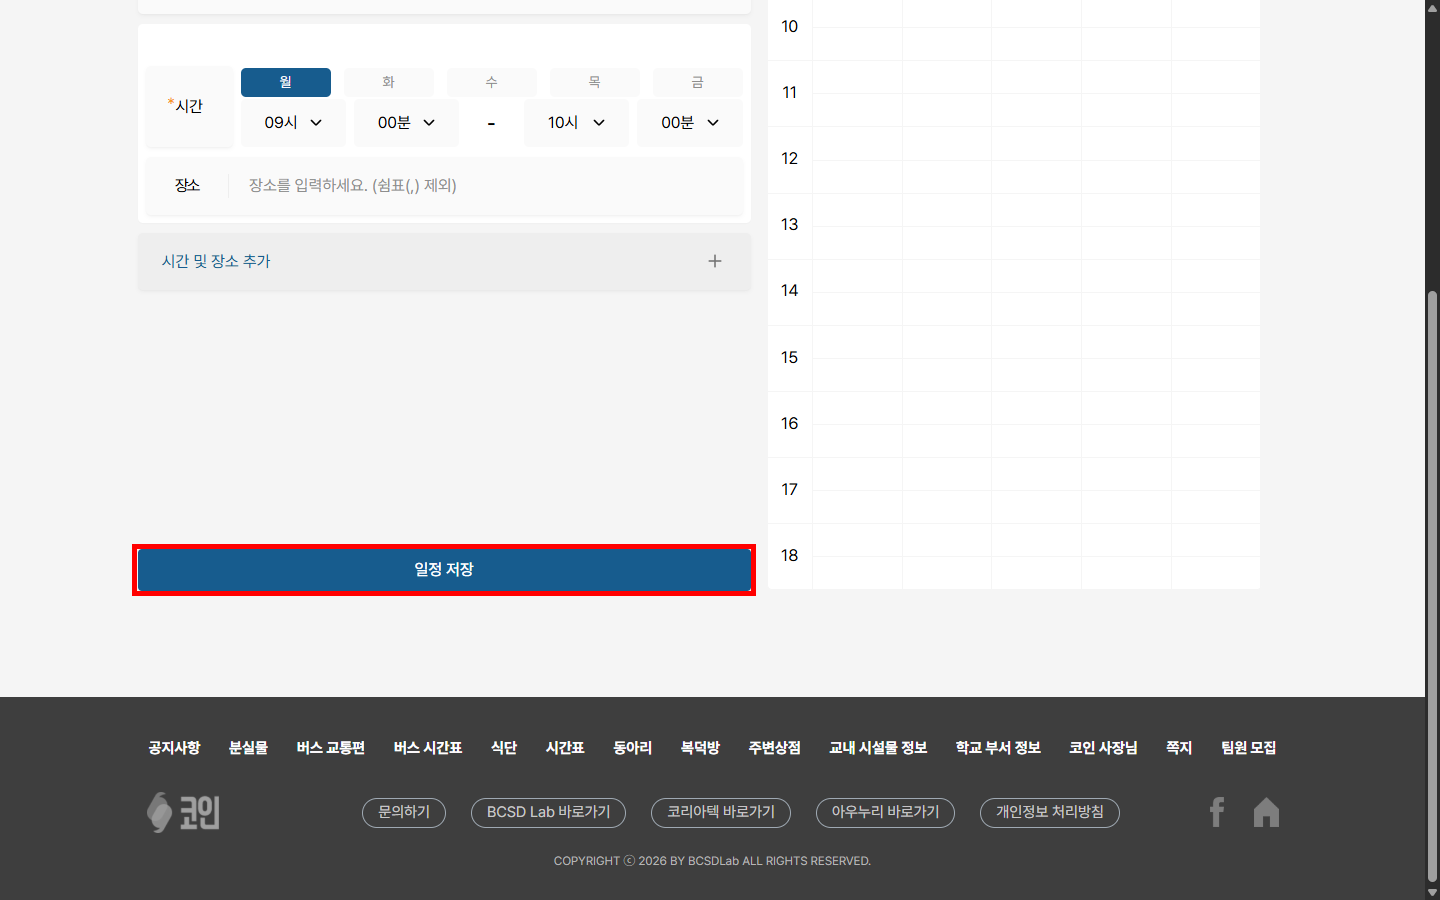 *시간
월 화 수 목 금
09시 00분 - 10시 00분
장소 장소를 입력하세요. (쉼표(,) 제외)
시간 및 장소 추가
일정 저장
10
11
12
13
14
15
16
17
18
공지사항 분실물 버스 교통편 버스 시간표 식단 시간표 동아리 복덕방 주변상점 교내 시설물 정보 학교 부서 정보 코인 사장님 쪽지 팀원 모집
코인 문의하기 BCSD Lab 바로가기 코리아텍 바로가기 아우누리 바로가기 개인정보 처리방침
COPYRIGHT ⓒ 2026 BY BCSDLab ALL RIGHTS RESERVED.